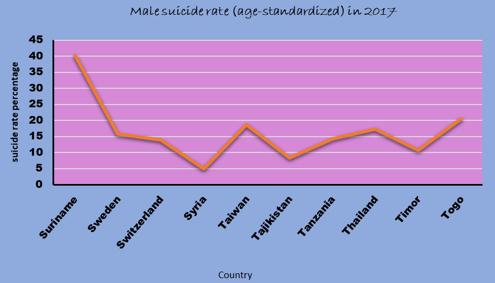 Male suicide rate (age-standardized) in 2017
suicide rate percentage
45
40
35
30
25
20
15
10
5
0
Suriname
Sweden
Switzerland
Syria
Taiwan
Tajikistan
Tanzania
Thailand
Timor
Togo
Country